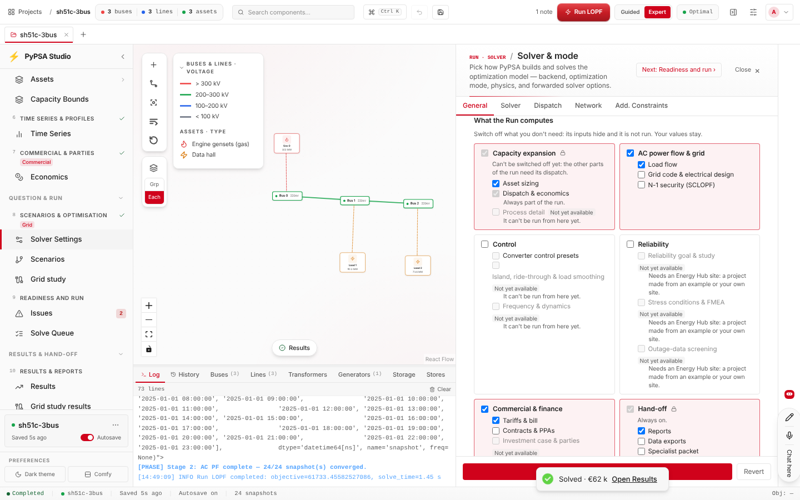 Projects / sh51c-3bus
3 buses 3 lines 3 assets
Search components...
Ctrl K
1 note
Run LOPF
Guided Expert
Optimal
A
sh51c-3bus
PyPSA Studio
Assets
Capacity Bounds
6 TIME SERIES & PROFILES
Time Series
7 COMMERCIAL & PARTIES
Commercial
Economics
QUESTION & RUN
8 SCENARIOS & OPTIMISATION
Grid
Solver Settings
Scenarios
Grid study
9 READINESS AND RUN
Issues 2
Solve Queue
RESULTS & HAND-OFF
10 RESULTS & REPORTS
Results
Grid study results
sh51c-3bus
Saved 5s ago Autosave
PREFERENCES
Dark theme Comfy
Grp
Each
BUSES & LINES · VOLTAGE
> 300 kV
200–300 kV
100–200 kV
< 100 kV
ASSETS · TYPE
Engine gensets (gas)
Data hall
Results
React Flow
Log History Buses (3) Lines (3) Transformers Generators (1) Storage Stores
73 lines
Clear
'2025-01-01 08:00:00', '2025-01-01 09:00:00', '2025-01-01 10:00:00',
'2025-01-01 11:00:00', '2025-01-01 12:00:00', '2025-01-01 13:00:00',
'2025-01-01 14:00:00', '2025-01-01 15:00:00', '2025-01-01 16:00:00',
'2025-01-01 17:00:00', '2025-01-01 18:00:00', '2025-01-01 19:00:00',
'2025-01-01 20:00:00', '2025-01-01 21:00:00', '2025-01-01 22:00:00',
'2025-01-01 23:00:00'], dtype='datetime64[ns]', name='snapshot', freq=
None)">
[PHASE] Stage 2: AC PF complete — 24/24 snapshot(s) converged.
RUN · SOLVER / Solver & mode
Pick how PyPSA builds and solves the optimization model — backend, optimization mode, physics, and forwarded solver options.
Next: Readiness and run ›
Close ×
General Solver Dispatch Network Add. Constraints
What the Run computes
Switch off what you don't need: its inputs hide and it is not run. Your values stay.
Capacity expansion
Can't be switched off yet: the other parts of the run need its dispatch.
Asset sizing
Dispatch & economics
Always part of the run.
Process detail Not yet available
It can't be run from here yet.
AC power flow & grid
Load flow
Grid code & electrical design
N-1 security (SCLOPF)
Control
Converter control presets
Island, ride-through & load smoothing
Not yet available
It can't be run from here yet.
Frequency & dynamics
Not yet available
It can't be run from here yet.
Reliability
Reliability goal & study
Not yet available
Needs an Energy Hub site: a project made from an example or your own site.
Stress conditions & FMEA
Not yet available
Needs an Energy Hub site: a project made from an example or your own site.
Outage-data screening
Not yet available
Needs an Energy Hub site: a project made from an example or your own site.
Commercial & finance
Tariffs & bill
Contracts & PPAs
Investment case & parties
Hand-off
Always on.
Reports
Data exports
Specialist packages
Not yet available
Solved · €62 k Open Results
Revert
Chat here
Completed sh51c-3bus Saved 5s ago Autosave on 24 snapshots
Obj: —